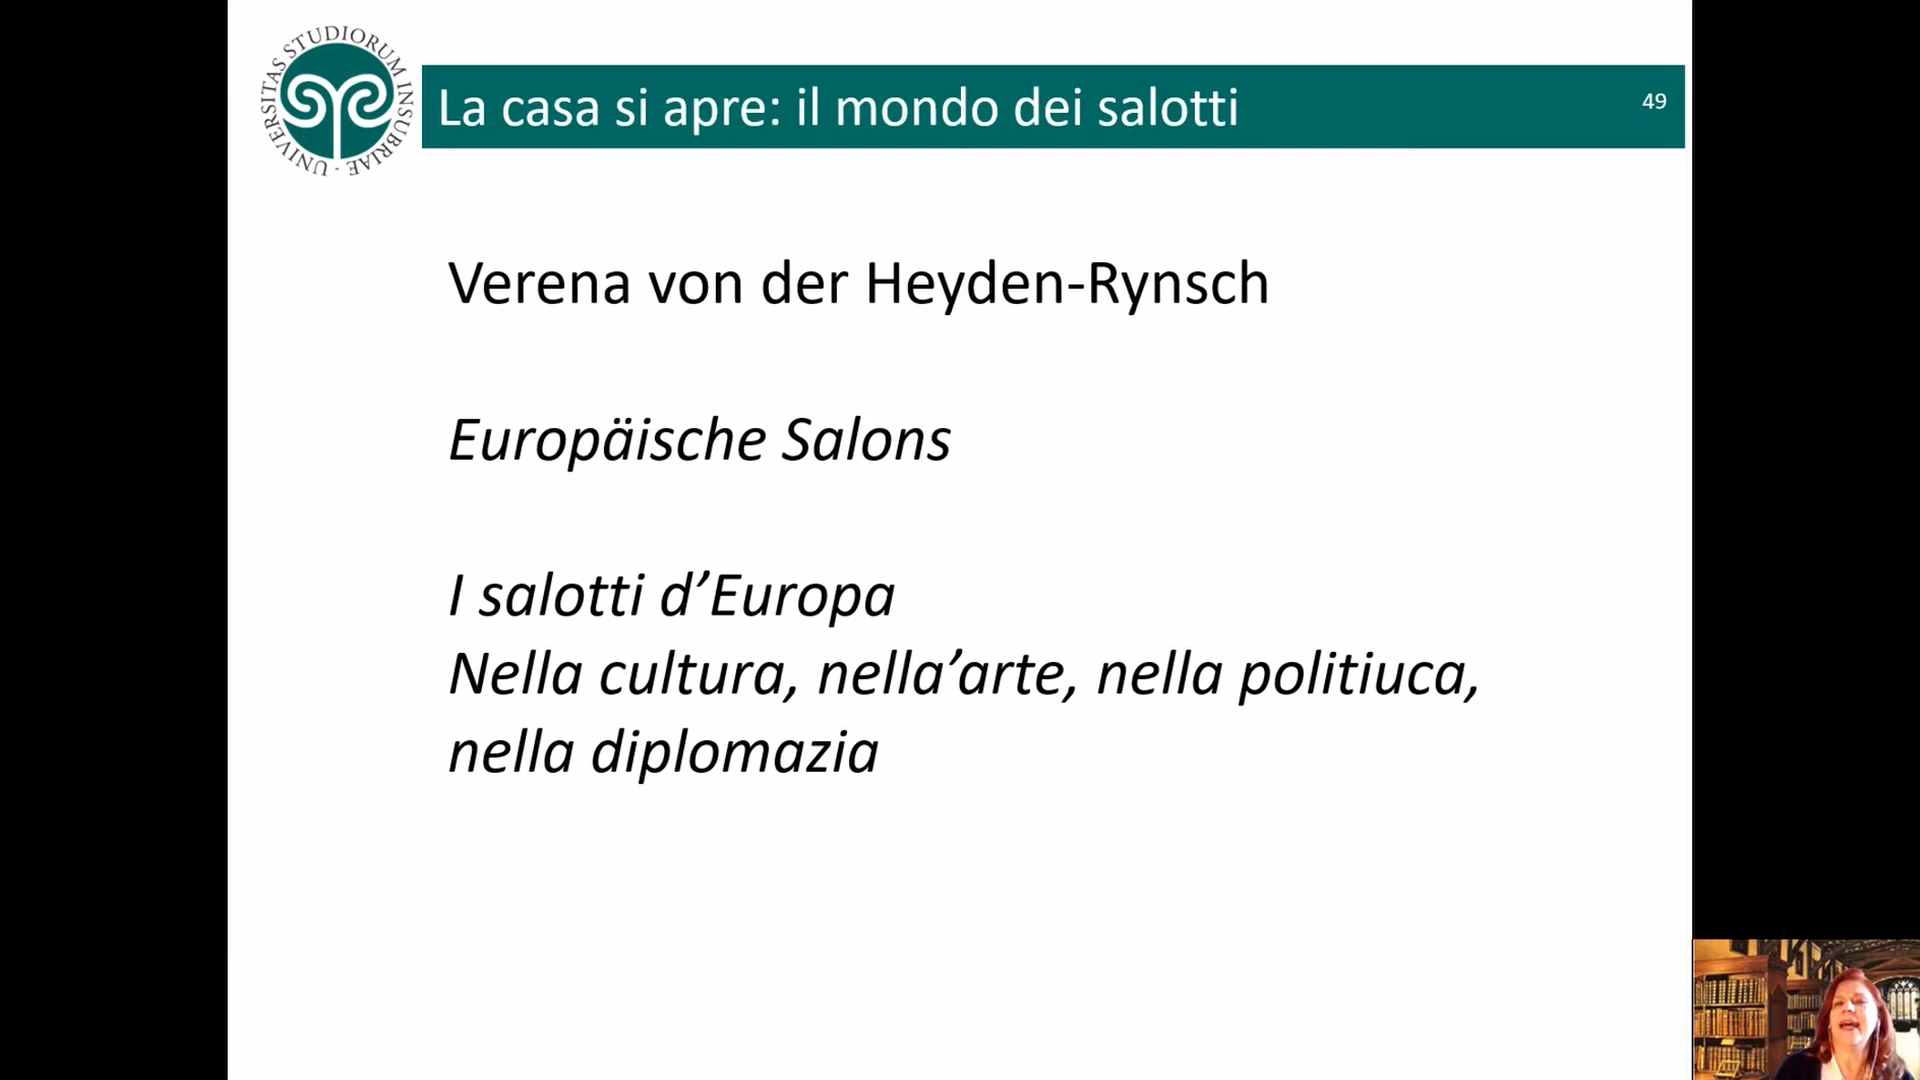 UNIVERSITAS STUDIORUM INSUBRIAE
La casa si apre: il mondo dei salotti
49
Verena von der Heyden-Rynsch
Europäische Salons
I salotti d’Europa
Nella cultura, nella’arte, nella politiuca,
nella diplomazia